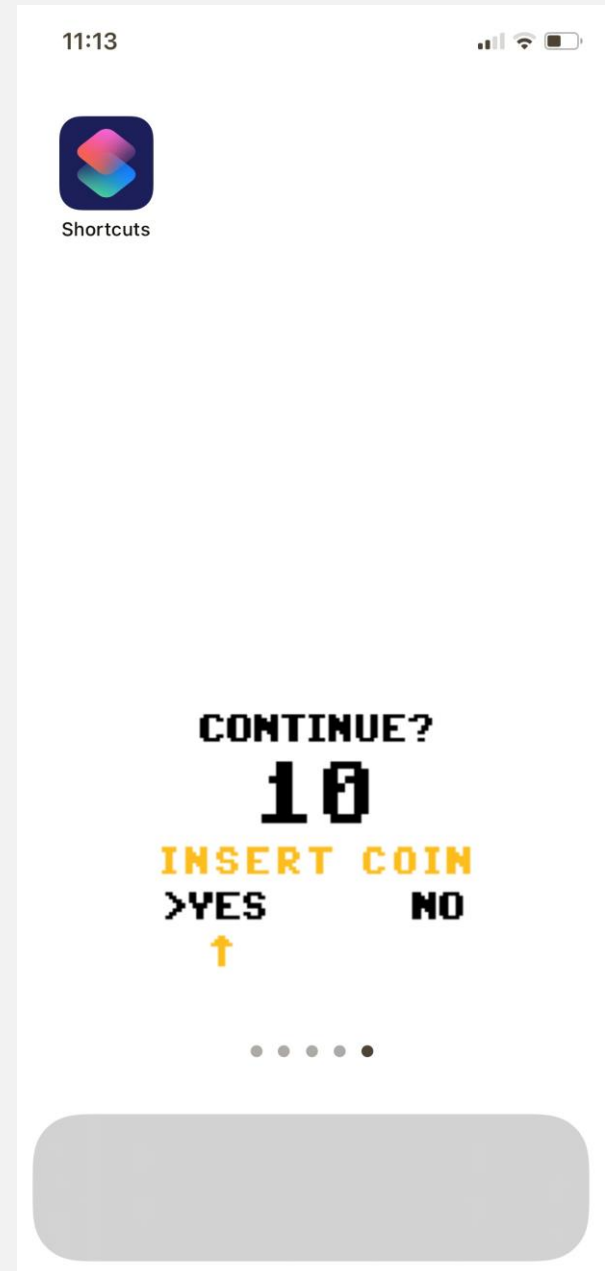 11:13
Shortcuts
CONTINUE?
10
INSERT COIN
>YES NO
↑